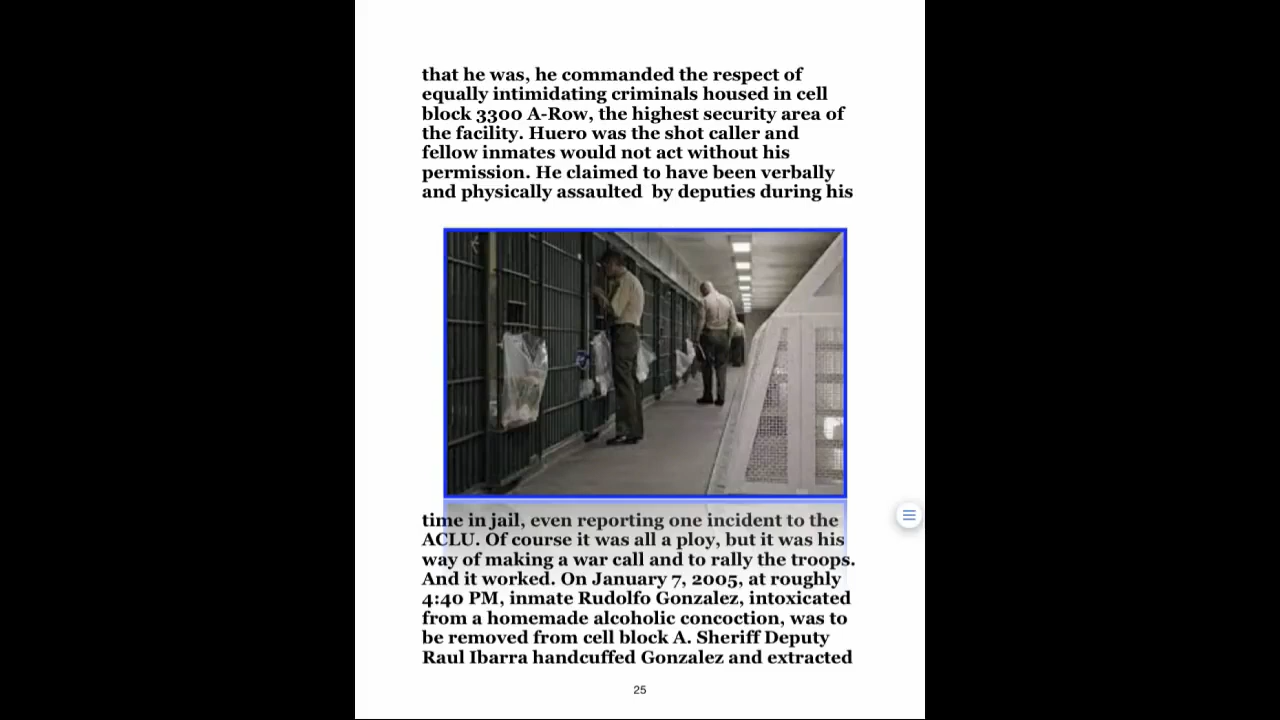 that he was, he commanded the respect of
equally intimidating criminals housed in cell
block 3300 A-Row, the highest security area of
the facility. Huero was the shot caller and
fellow inmates would not act without his
permission. He claimed to have been verbally
and physically assaulted  by deputies during his
time in jail, even reporting one incident to the
ACLU. Of course it was all a ploy, but it was his
way of making a war call and to rally the troops.
And it worked. On January 7, 2005, at roughly
4:40 PM, inmate Rudolfo Gonzalez, intoxicated
from a homemade alcoholic concoction, was to
be removed from cell block A. Sheriff Deputy
Raul Ibarra handcuffed Gonzalez and extracted
25